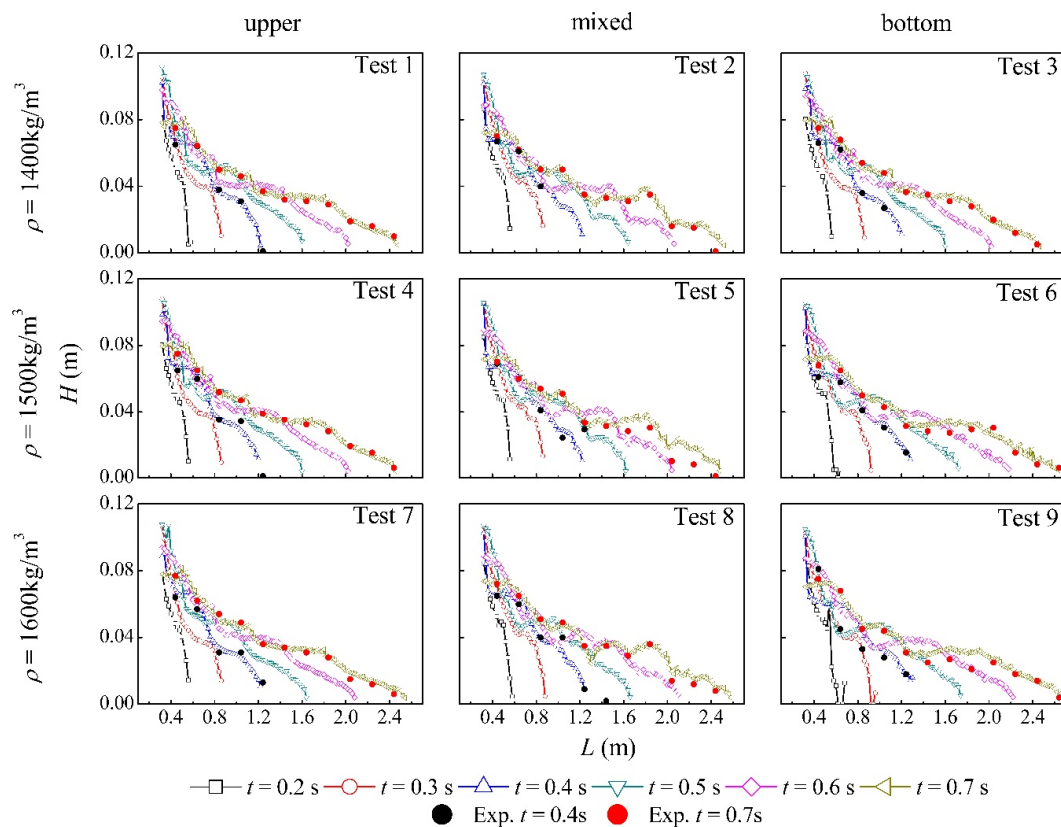 upper mixed bottom
0.12 Test 1 Test 2 Test 3
ρ = 1400kg/m³
0.08
0.04
0.00
0.12 Test 4 Test 5 Test 6
ρ = 1500kg/m³
H (m)
0.08
0.04
0.00
0.12 Test 7 Test 8 Test 9
ρ = 1600kg/m³
0.08
0.04
0.00
0.4 0.8 1.2 1.6 2.0 2.4 0.4 0.8 1.2 1.6 2.0 2.4 0.4 0.8 1.2 1.6 2.0 2.4
L (m)
t = 0.2 s t = 0.3 s t = 0.4 s t = 0.5 s t = 0.6 s t = 0.7 s
Exp. t = 0.4s Exp. t = 0.7s